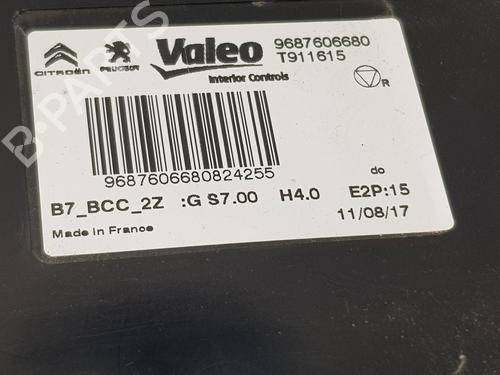 CITROËN
PEUGEOT
Valeo
Interior Controls
9687606680
T911615
R
9687606680824255
do
B7_BCC_2Z :G S7.00 H4.0 E2P:15
Made in France
11/08/17
B-PARTS